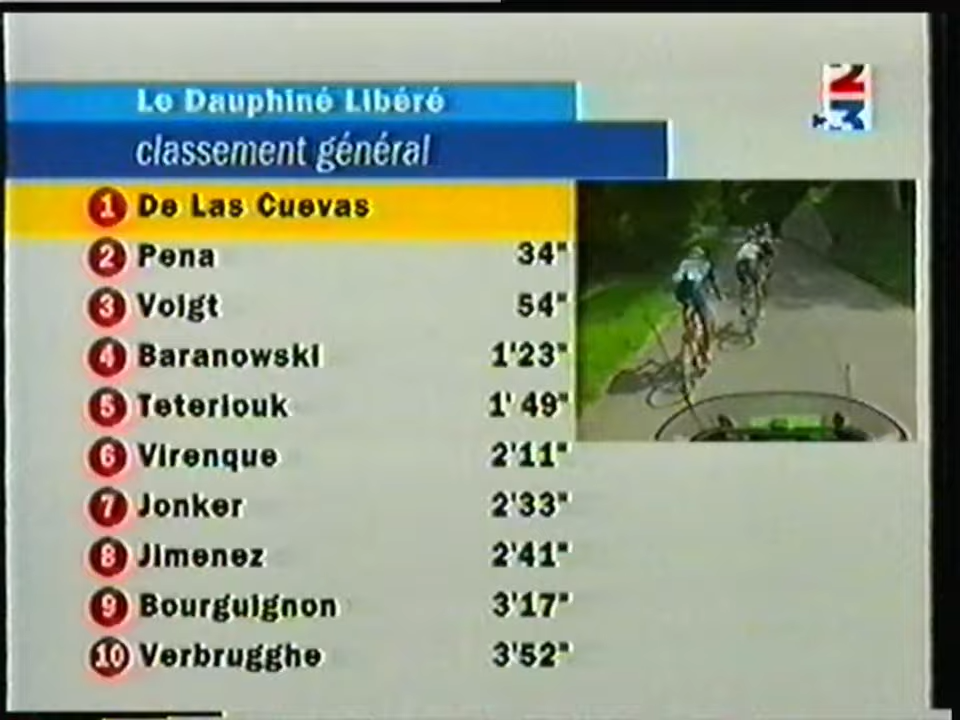 Le Dauphiné Libéré
2
3
classement général
1 De Las Cuevas
2 Pena 34"
3 Voigt 54"
4 Baranowski 1'23"
5 Teteriouk 1' 49"
6 Virenque 2'11"
7 Jonker 2'33"
8 Jimenez 2'41"
9 Bourguignon 3'17"
10 Verbrugghe 3'52"